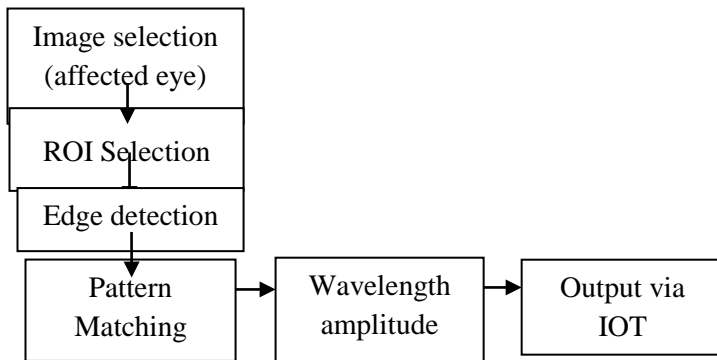 Image selection
(affected eye)
ROI Selection
Edge detection
Pattern
Matching
Wavelength
amplitude
Output via
IOT